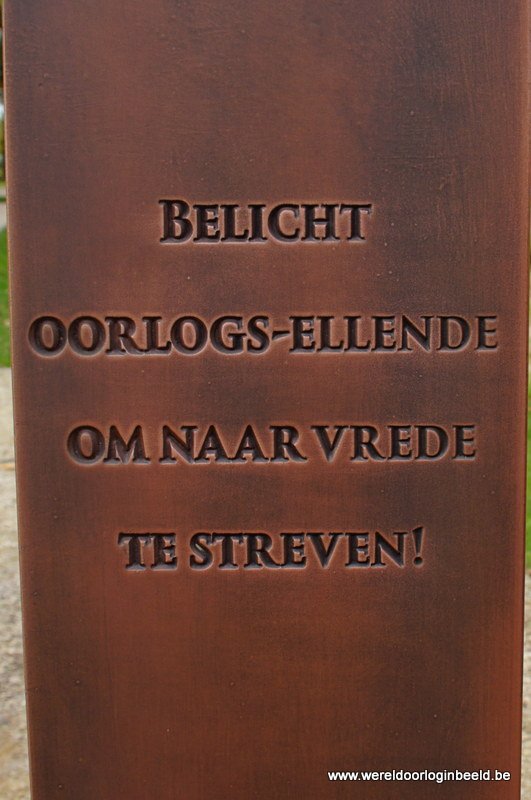 BELICHT
OORLOGS-ELLENDE
OM NAAR VREDE
TE STREVEN!
www.wereldoorloginbeeld.be